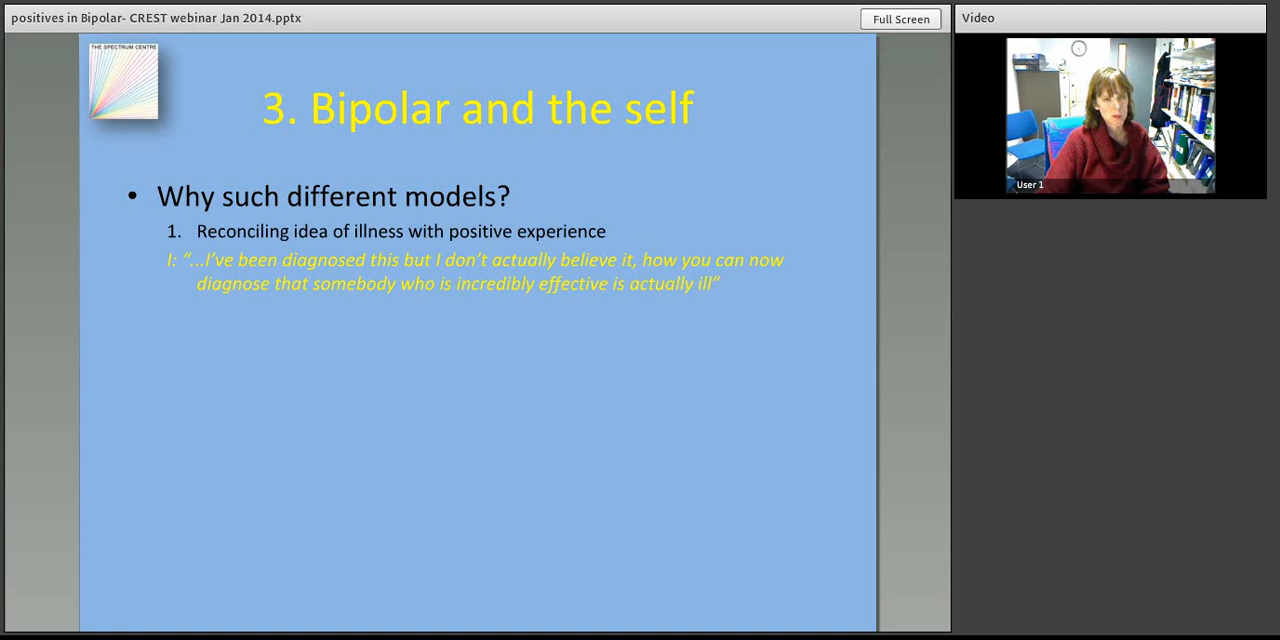 positives in Bipolar- CREST webinar Jan 2014.pptx
Full Screen
Video
THE SPECTRUM CENTRE
3. Bipolar and the self
• Why such different models?
1. Reconciling idea of illness with positive experience
I: “...I’ve been diagnosed this but I don’t actually believe it, how you can now
diagnose that somebody who is incredibly effective is actually ill”
User 1